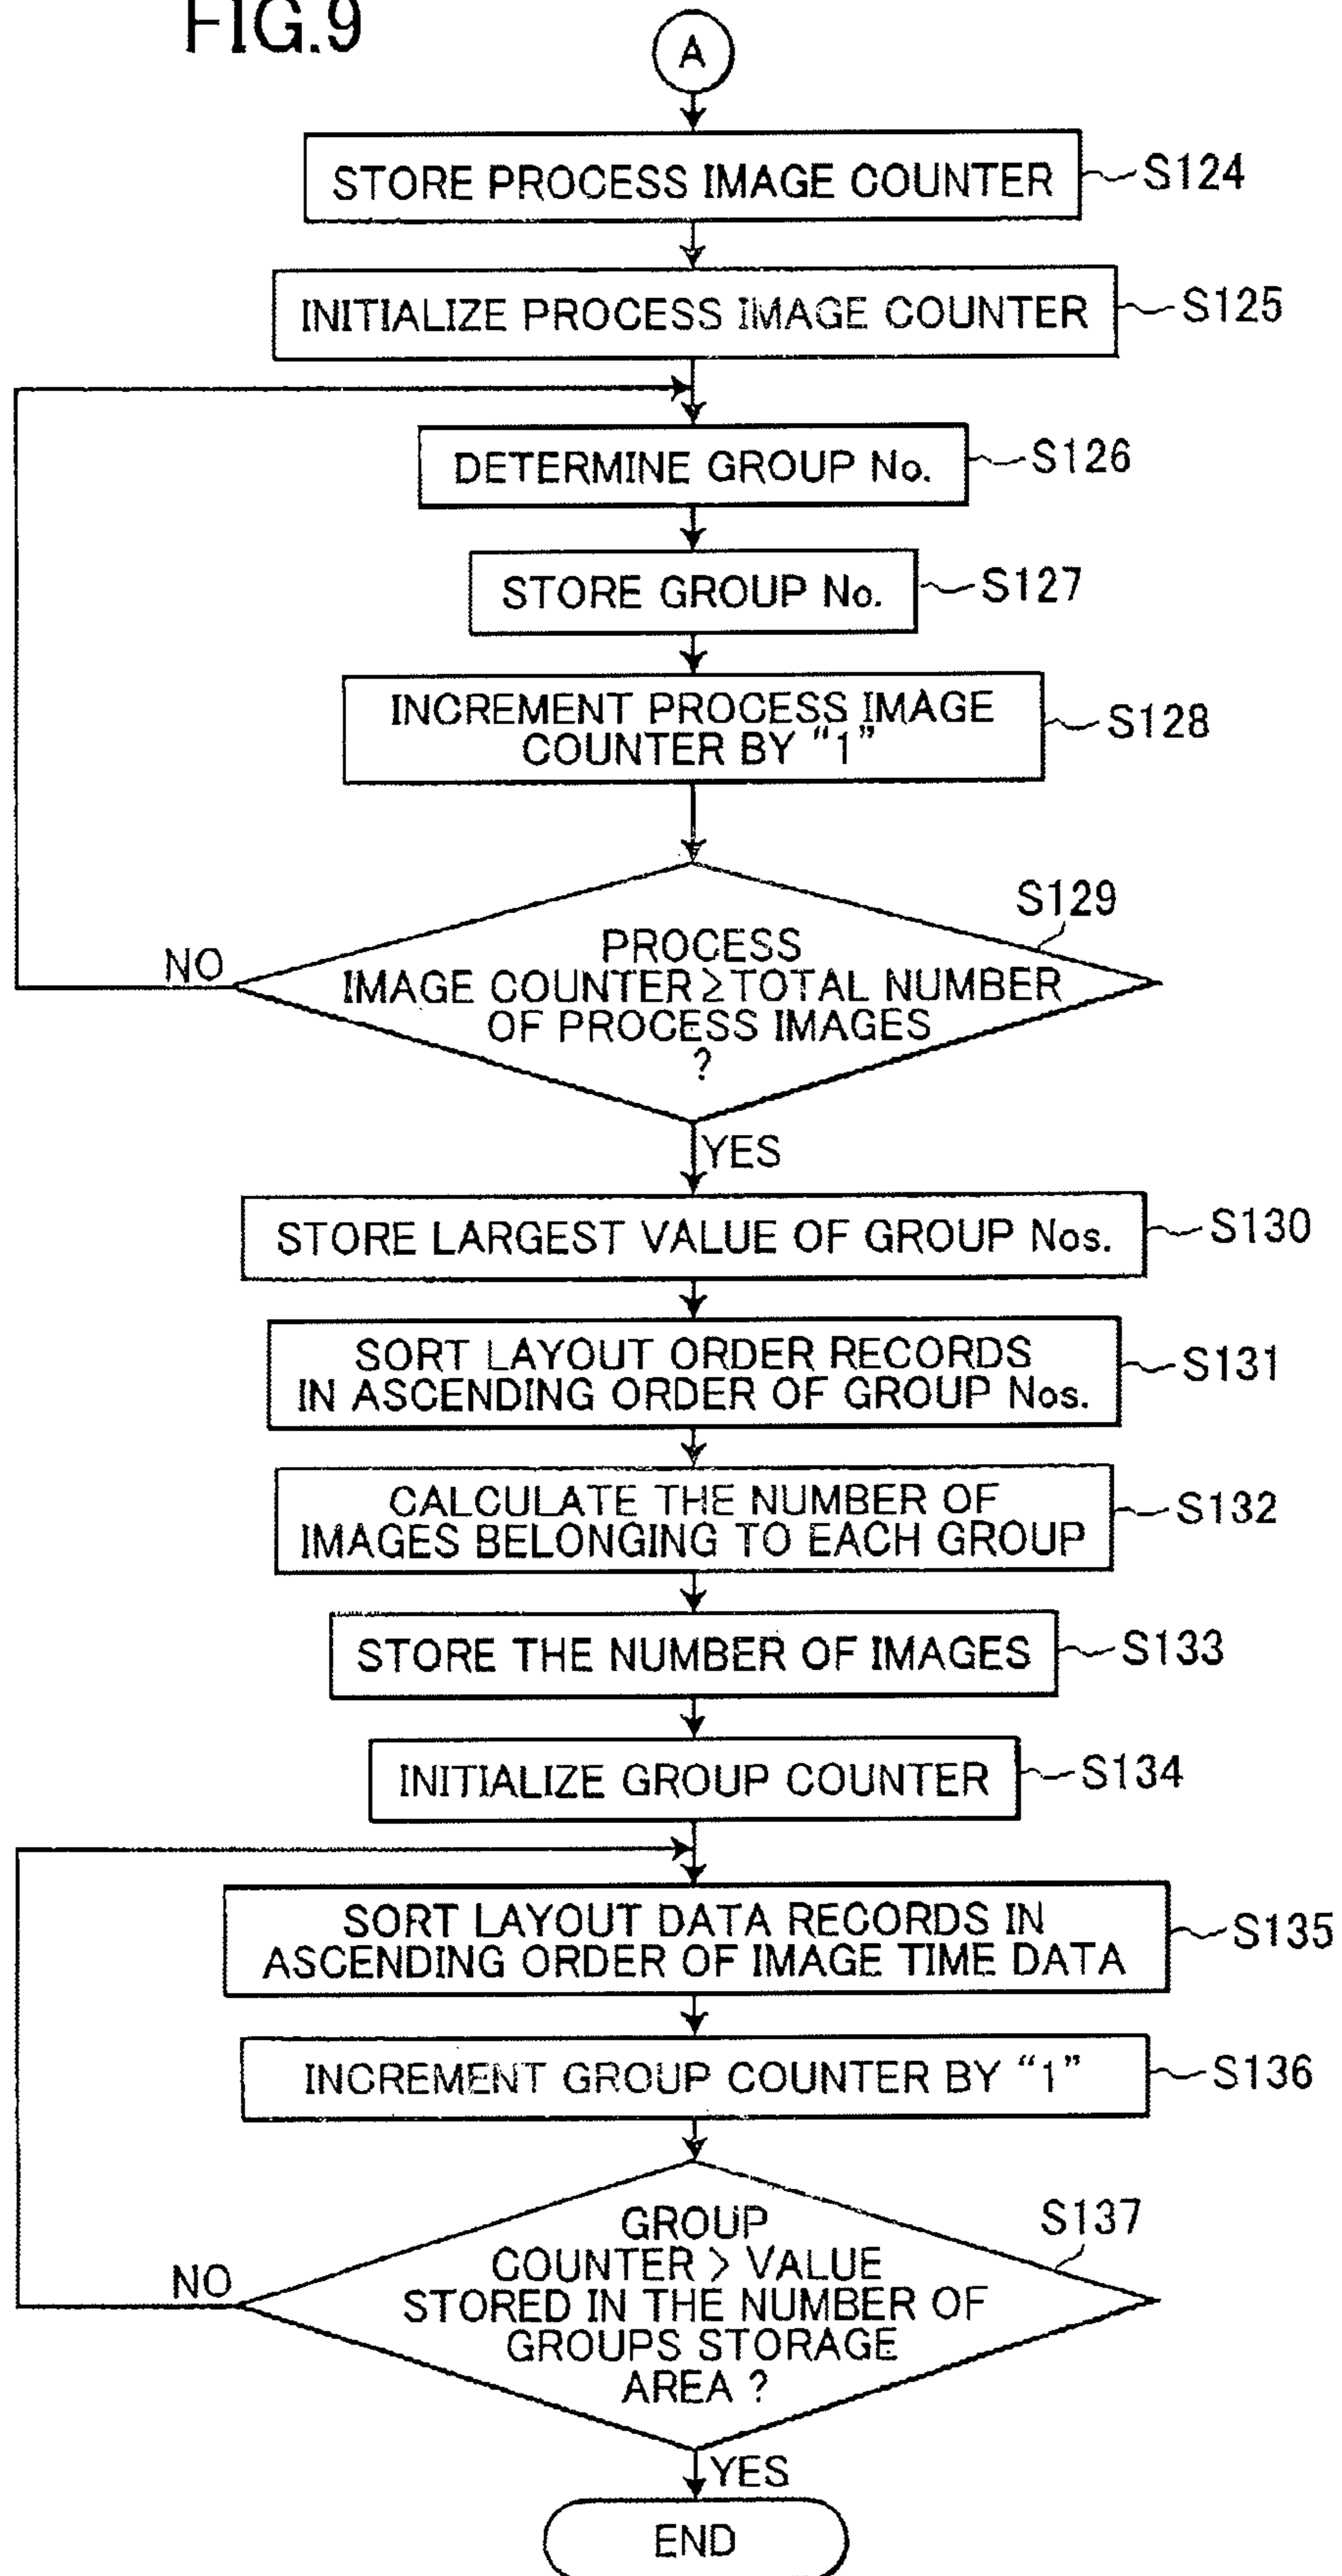 FIG.9
A
STORE PROCESS IMAGE COUNTER
S124
INITIALIZE PROCESS IMAGE COUNTER
S125
DETERMINE GROUP No.
S126
STORE GROUP No.
S127
INCREMENT PROCESS IMAGE
COUNTER BY “1”
S128
S129
PROCESS
IMAGE COUNTER≥TOTAL NUMBER
OF PROCESS IMAGES
?
NO
YES
STORE LARGEST VALUE OF GROUP Nos.
S130
SORT LAYOUT ORDER RECORDS
IN ASCENDING ORDER OF GROUP Nos.
S131
CALCULATE THE NUMBER OF
IMAGES BELONGING TO EACH GROUP
S132
STORE THE NUMBER OF IMAGES
S133
INITIALIZE GROUP COUNTER
S134
SORT LAYOUT DATA RECORDS IN
ASCENDING ORDER OF IMAGE TIME DATA
S135
INCREMENT GROUP COUNTER BY “1”
S136
S137
GROUP
COUNTER > VALUE
STORED IN THE NUMBER OF
GROUPS STORAGE
AREA ?
NO
YES
END